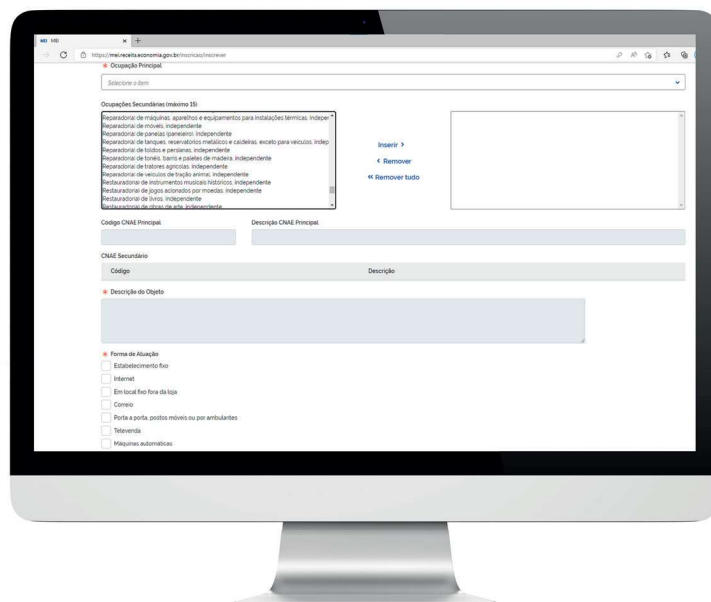 MEI MEI
https://mei.receita.economia.gov.br/inscricao/inscrever
* Ocupação Principal
Selecione o item
Ocupações Secundárias (máximo 15)
Reparador(a) de máquinas, aparelhos e equipamentos para instalações térmicas, indeper
Reparador(a) de móveis, independente
Reparador(a) de panelas (paneleiro), independente
Reparador(a) de tanques, reservatórios metálicos e caldeiras, exceto para veículos, indep
Reparador(a) de toldos e persianas, independente
Reparador(a) de tonéis, barris e paletes de madeira, independente
Reparador(a) de tratores agrícolas, independente
Reparador(a) de veículos de tração animal, independente
Restaurador(a) de instrumentos musicais históricos, independente
Restaurador(a) de jogos acionados por moedas, independente
Restaurador(a) de livros, independente
Restaurador(a) de obras de arte, independente
Inserir >
< Remover
<< Remover tudo
Código CNAE Principal
Descrição CNAE Principal
CNAE Secundário
Código Descrição
* Descrição do Objeto
* Forma de Atuação
Estabelecimento fixo
Internet
Em local fixo fora da loja
Correio
Porta a porta, postos móveis ou por ambulantes
Televenda
Máquinas automáticas